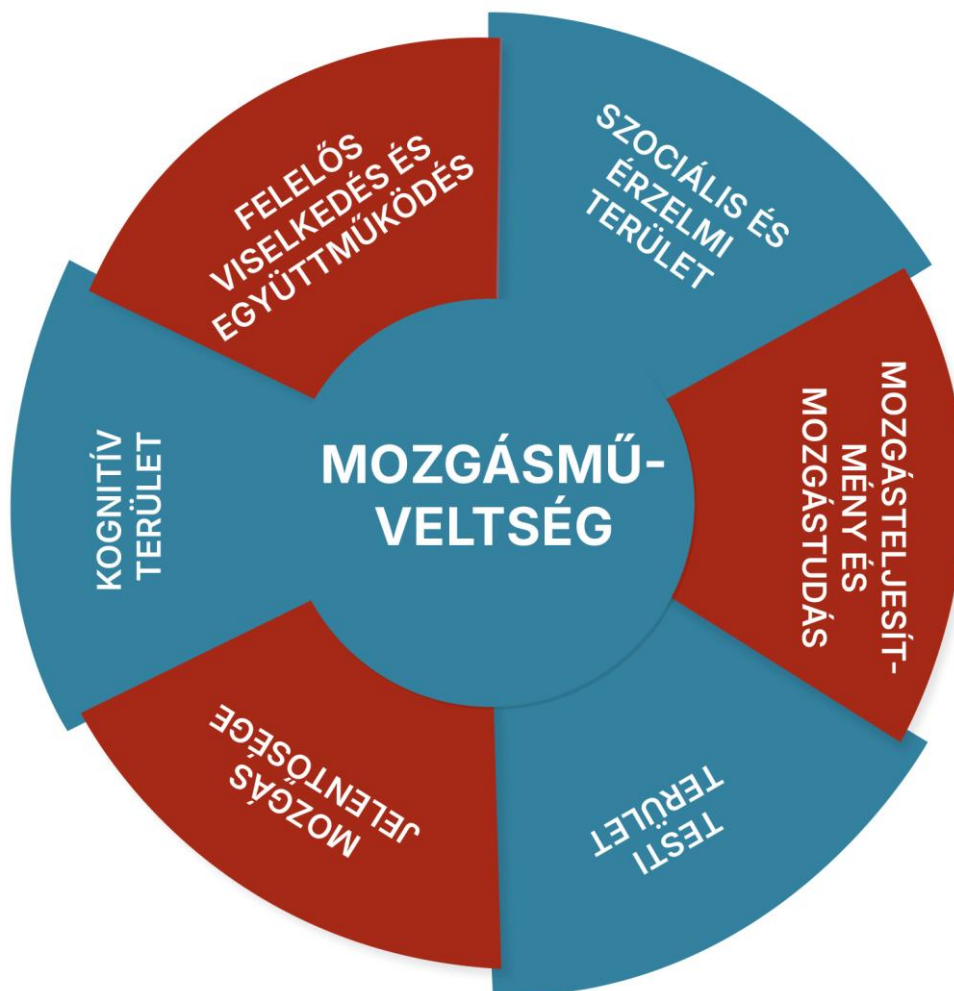 FELELŐS
VISELKEDÉS ÉS
EGYÜTTMŰKÖDÉS
SZOCIÁLIS ÉS
ÉRZELMI
TERÜLET
MOZGÁSTELJESÍT-
MÉNY ÉS
MOZGÁSTUDÁS
TESTI
TERÜLET
MOZGÁS
JELENTŐSÉGE
KOGNITÍV
TERÜLET
MOZGÁSMŰ-
VELTSÉG